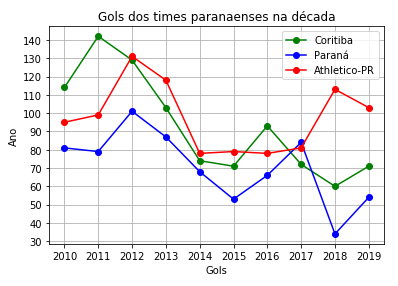 Gols dos times paranaenses na década
Coritiba
Paraná
Athletico-PR
Ano
140
130
120
110
100
90
80
70
60
50
40
30
2010 2011 2012 2013 2014 2015 2016 2017 2018 2019
Gols